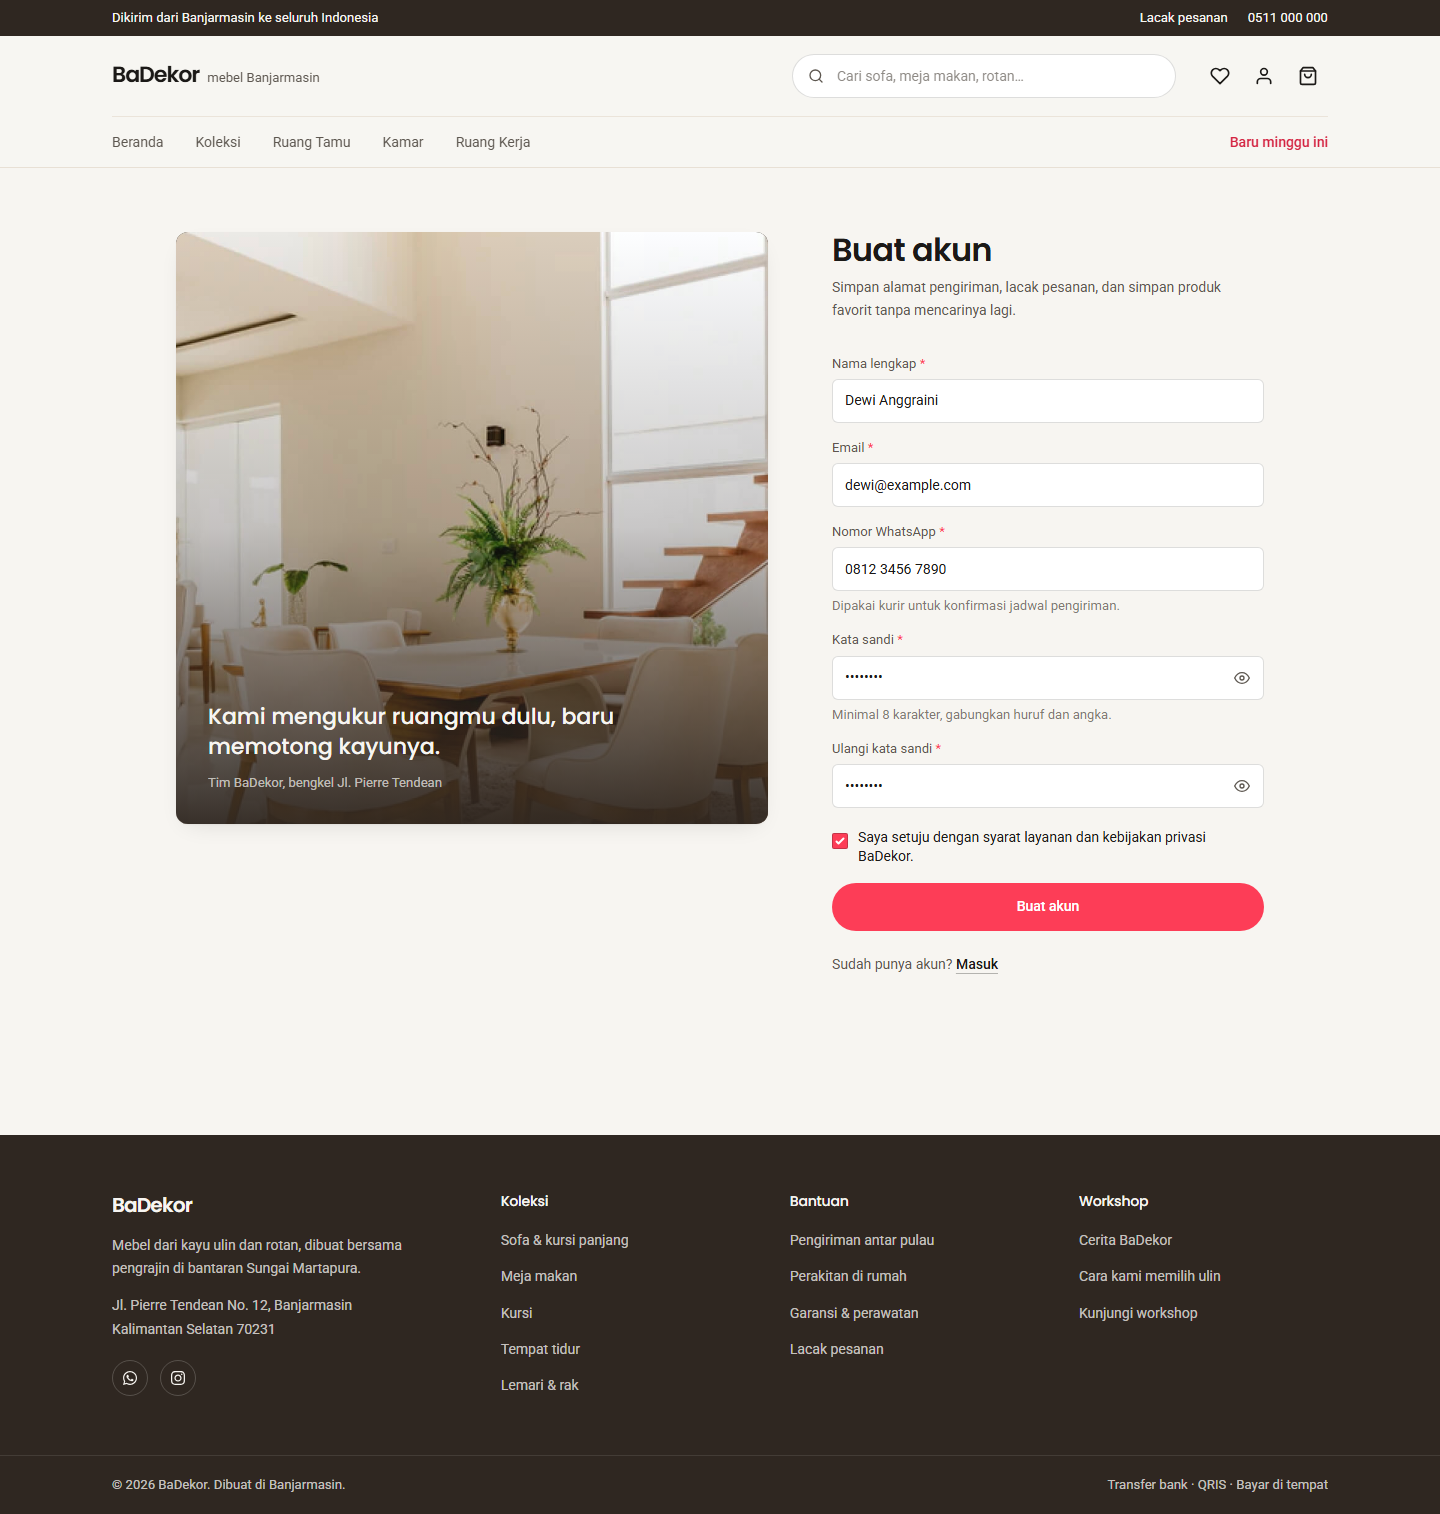 Dikirim dari Banjarmasin ke seluruh Indonesia
Lacak pesanan
0511 000 000
BaDekor mebel Banjarmasin
Cari sofa, meja makan, rotan...
Beranda
Koleksi
Ruang Tamu
Kamar
Ruang Kerja
Baru minggu ini
Kami mengukur ruangmu dulu, baru
memotong kayunya.
Tim BaDekor, bengkel Jl. Pierre Tendean
Buat akun
Simpan alamat pengiriman, lacak pesanan, dan simpan produk
favorit tanpa mencarinya lagi.
Nama lengkap *
Dewi Anggraini
Email *
dewi@example.com
Nomor WhatsApp *
0812 3456 7890
Dipakai kurir untuk konfirmasi jadwal pengiriman.
Kata sandi *
••••••••
Minimal 8 karakter, gabungkan huruf dan angka.
Ulangi kata sandi *
••••••••
Saya setuju dengan syarat layanan dan kebijakan privasi
BaDekor.
Buat akun
Sudah punya akun? Masuk
BaDekor
Mebel dari kayu ulin dan rotan, dibuat bersama
pengrajin di bantaran Sungai Martapura.
Jl. Pierre Tendean No. 12, Banjarmasin
Kalimantan Selatan 70231
Koleksi
Sofa & kursi panjang
Meja makan
Kursi
Tempat tidur
Lemari & rak
Bantuan
Pengiriman antar pulau
Perakitan di rumah
Garansi & perawatan
Lacak pesanan
Workshop
Cerita BaDekor
Cara kami memilih ulin
Kunjungi workshop
© 2026 BaDekor. Dibuat di Banjarmasin.
Transfer bank · QRIS · Bayar di tempat